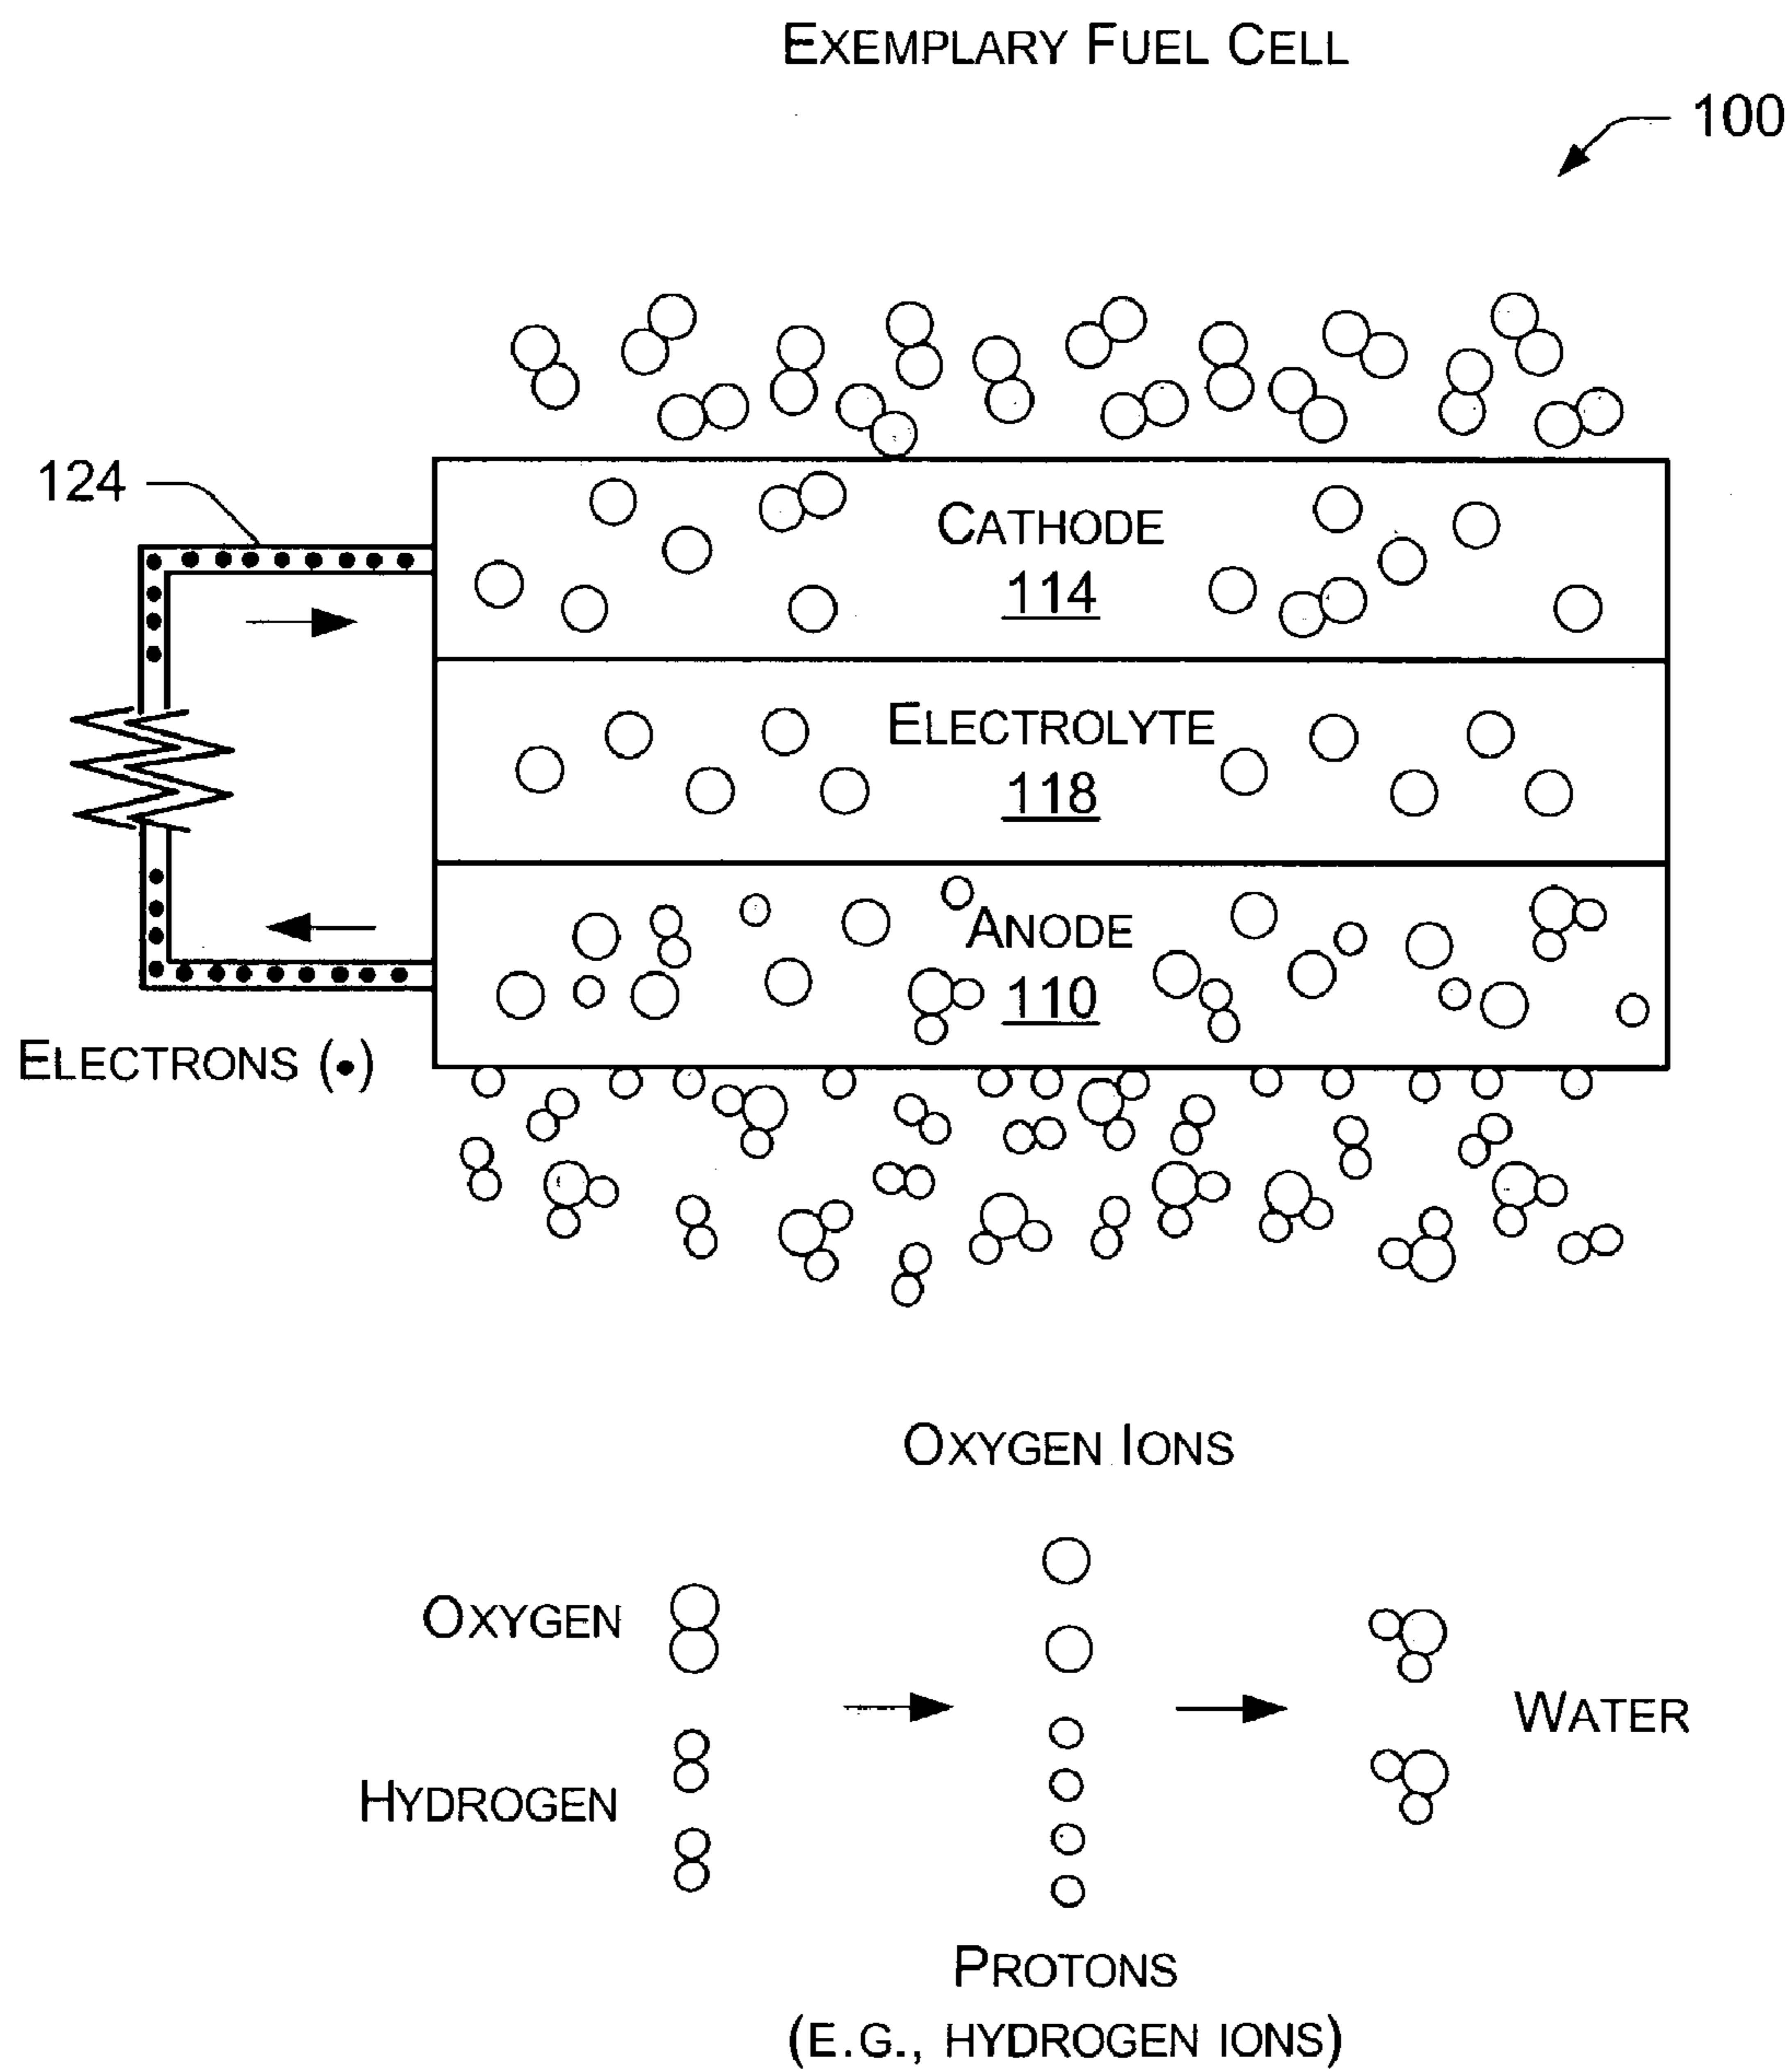 EXEMPLARY FUEL CELL
100
124
CATHODE
114
ELECTROLYTE
118
ANODE
110
ELECTRONS (•)
OXYGEN IONS
OXYGEN
HYDROGEN
WATER
PROTONS
(E.G., HYDROGEN IONS)